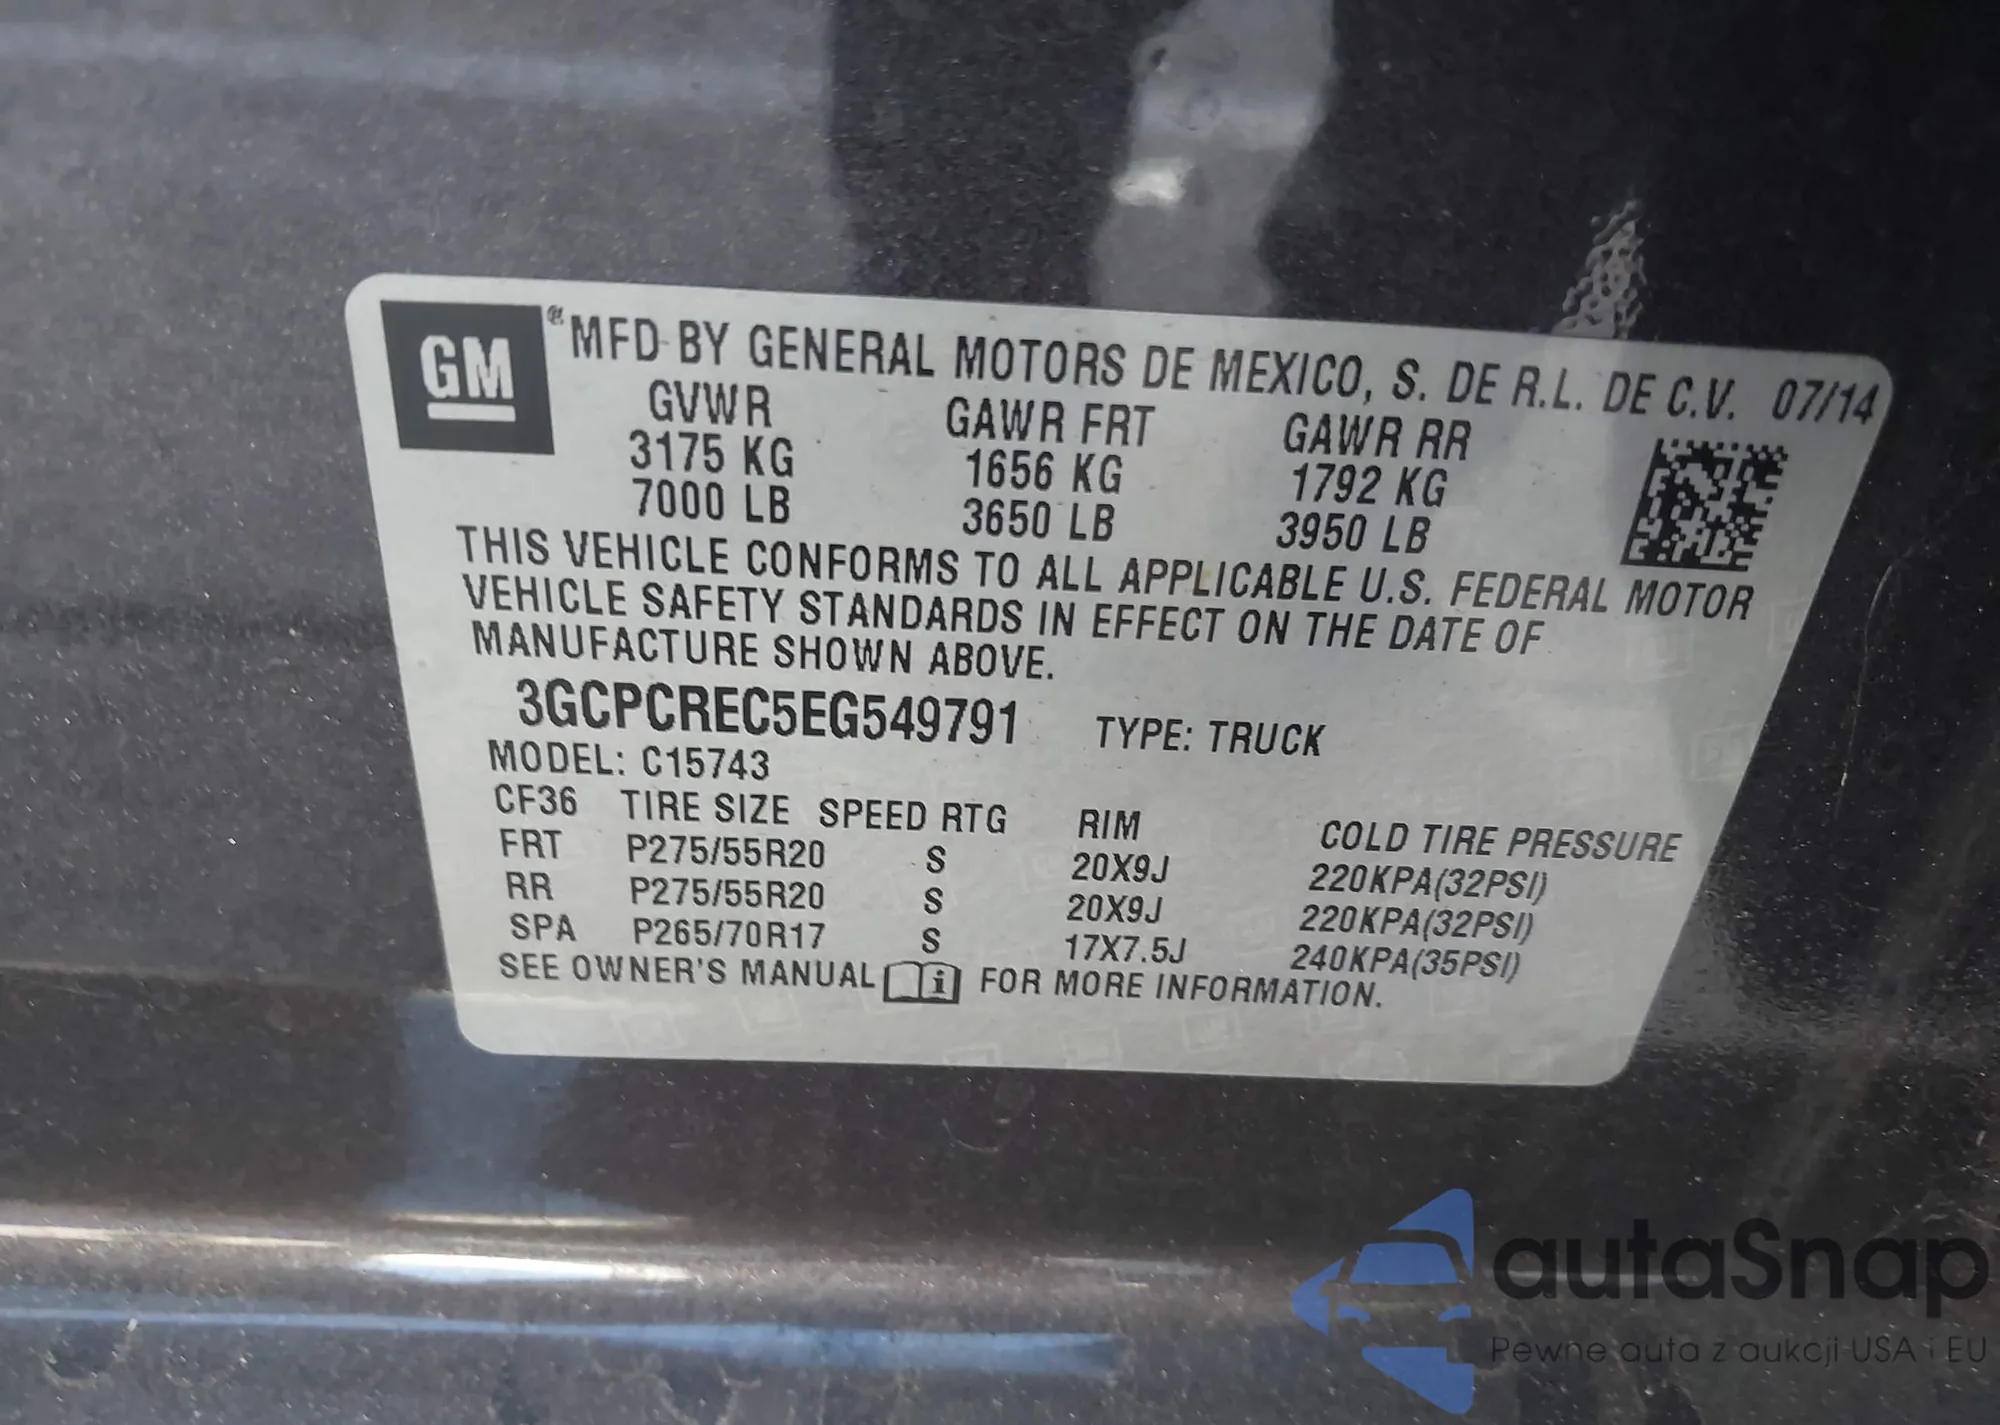 GM ® MFD BY GENERAL MOTORS DE MEXICO, S. DE R.L. DE C.V. 07/14
GVWR GAWR FRT GAWR RR
3175 KG 1656 KG 1792 KG
7000 LB 3650 LB 3950 LB
THIS VEHICLE CONFORMS TO ALL APPLICABLE U.S. FEDERAL MOTOR
VEHICLE SAFETY STANDARDS IN EFFECT ON THE DATE OF
MANUFACTURE SHOWN ABOVE.
3GCPCREC5EG549791 TYPE: TRUCK
MODEL: C15743
CF36 TIRE SIZE SPEED RTG RIM COLD TIRE PRESSURE
FRT P275/55R20 S 20X9J 220KPA(32PSI)
RR P275/55R20 S 20X9J 220KPA(32PSI)
SPA P265/70R17 S 17X7.5J 240KPA(35PSI)
SEE OWNER'S MANUAL i FOR MORE INFORMATION.
autaSnap
Pewne auta z aukcji USA i EU